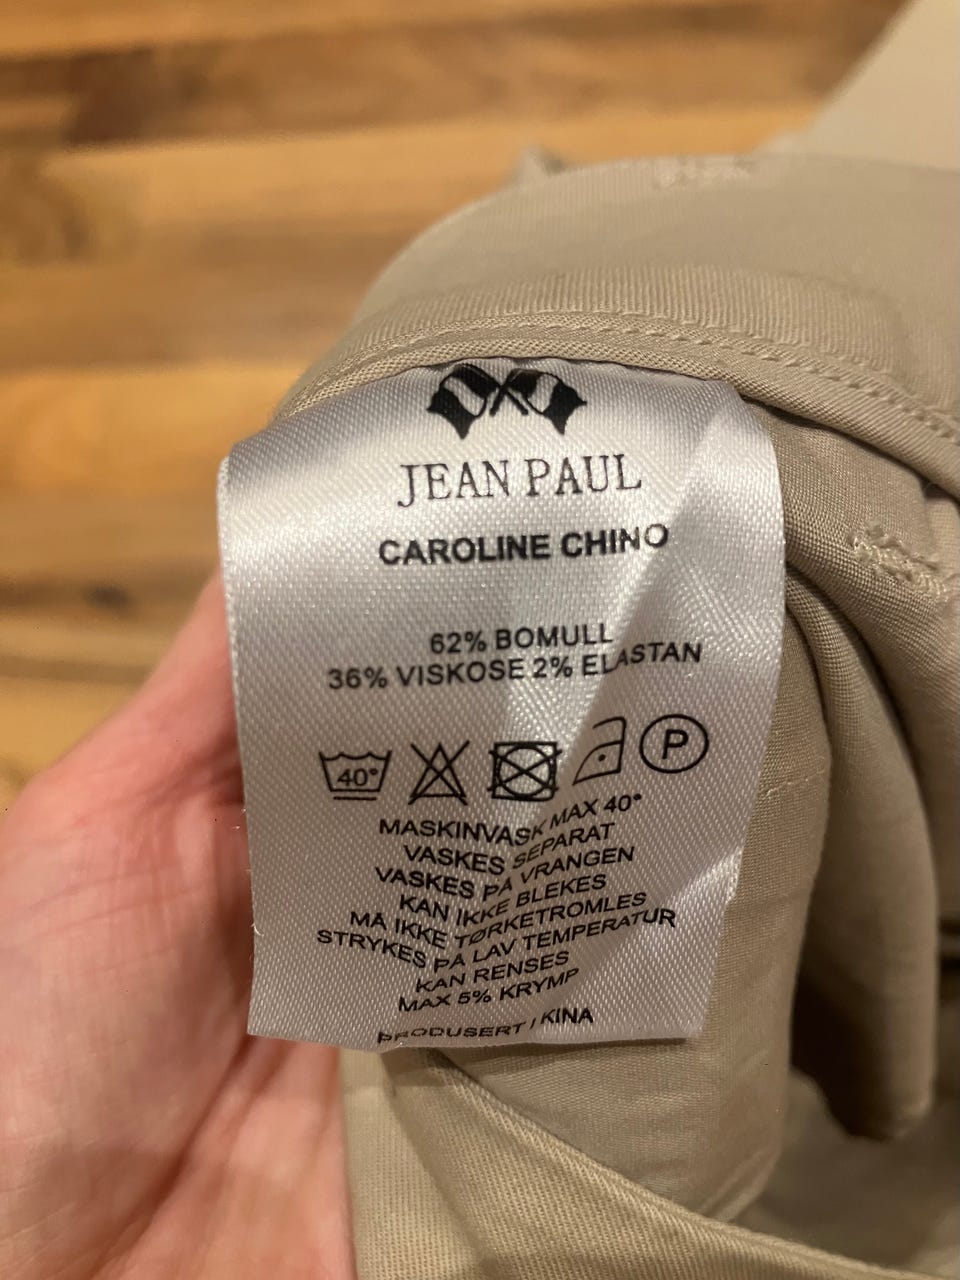 JEAN PAUL
CAROLINE CHINO
62% BOMULL
36% VISKOSE 2% ELASTAN
40° P
MASKINVASK MAX 40°
VASKES SEPARAT
VASKES PÅ VRANGEN
KAN IKKE BLEKES
MÅ IKKE TØRKETROMLES
STRYKES PÅ LAV TEMPERATUR
KAN RENSES
MAX 5% KRYMP
PRODUSERT I KINA